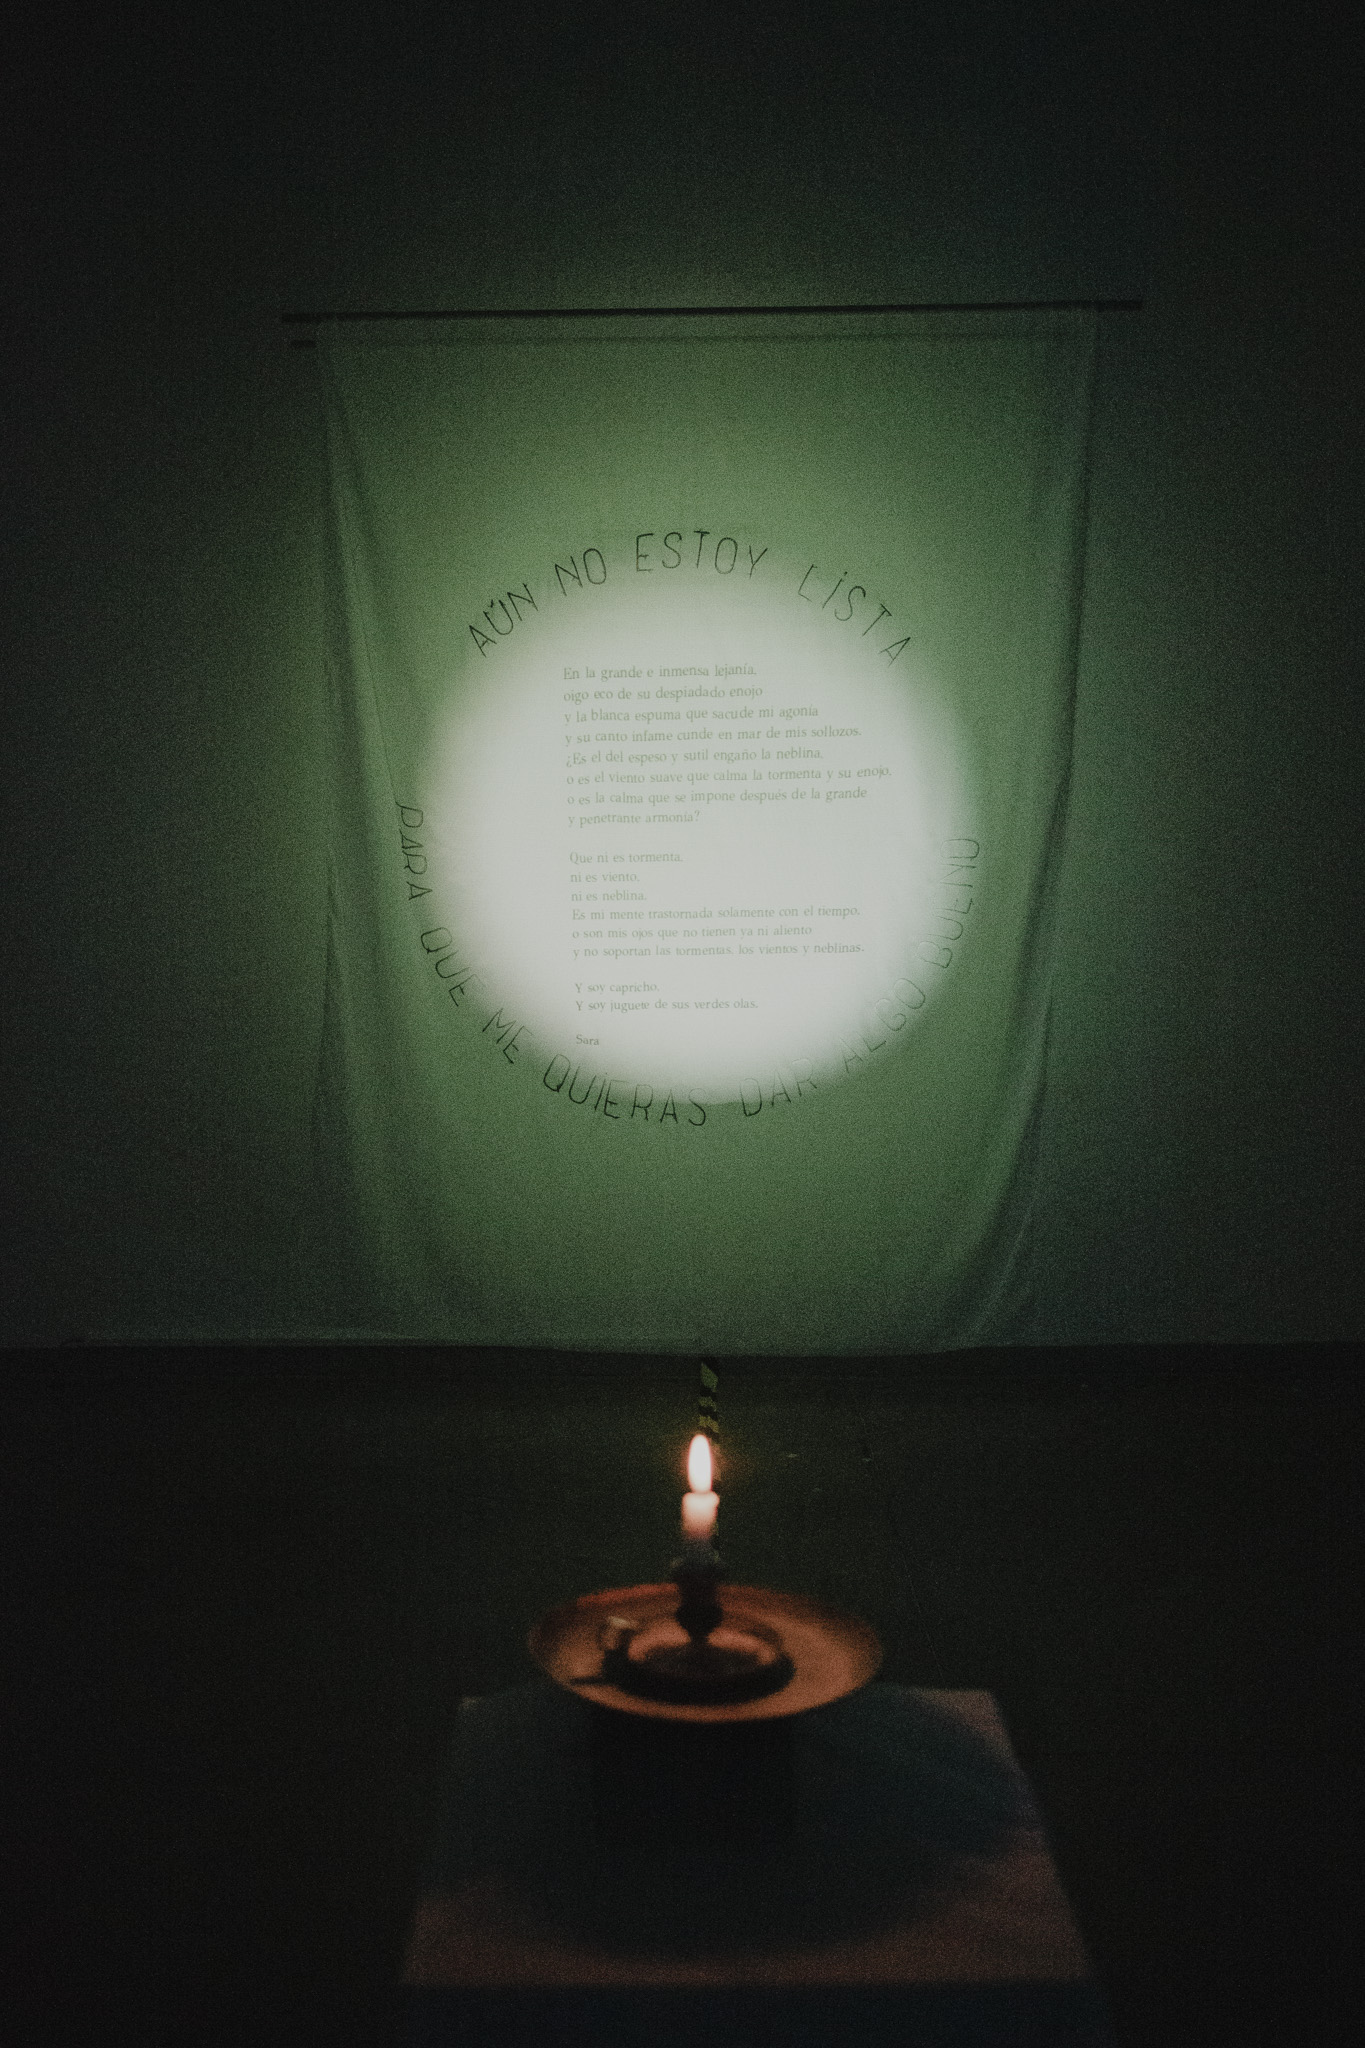 AÚN NO ESTOY LiSTA
En la grande e inmensa lejanía,
oigo eco de su despiadado enojo
y la blanca espuma que sacude mi agonía
y su canto infame cunde en mar de mis sollozos.
¿Es el del espeso y sutil engaño la neblina,
o es el viento suave que calma la tormenta y su enojo,
o es la calma que se impone después de la grande
y penetrante armonía?
Que ni es tormenta,
ni es viento,
ni es neblina,
Es mi mente trastornada solamente con el tiempo,
o son mis ojos que no tienen ya ni aliento
y no soportan las tormentas, los vientos y neblinas.
Y soy capricho,
Y soy juguete de sus verdes olas,
Sara
PARA QUE ME QUiERAS DAR ALGO BUENO